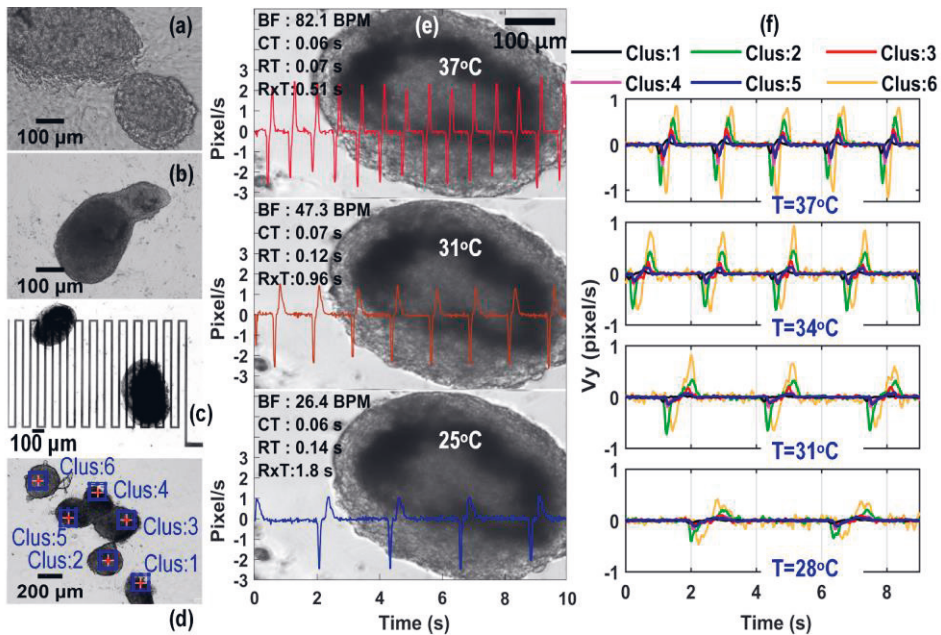 (a)
100 µm
(b)
100 µm
(c)
100 µm
Clus:6
Clus:4
Clus:5
Clus:3
Clus:2
Clus:1
200 µm
(d)
(e)
BF : 82.1 BPM
CT : 0.06 s
RT : 0.07 s
RxT:0.51 s
37°C
100 µm
Pixel/s
3
2
1
0
-1
-2
-3
BF : 47.3 BPM
CT : 0.07 s
RT : 0.12 s
RxT:0.96 s
31°C
Pixel/s
3
2
1
0
-1
-2
3
BF : 26.4 BPM
CT : 0.06 s
RT : 0.14 s
RxT:1.8 s
25°C
Pixel/s
3
2
1
0
-1
-2
3
0 2 4 6 8 10
Time (s)
(f)
Clus:1 Clus:2 Clus:3
Clus:4 Clus:5 Clus:6
Vy (pixel/s)
1
0
-1
T=37°C
1
0
-1
T=34°C
1
0
-1
T=31°C
1
0
-1
T=28°C
0 2 4 6 8
Time (s)